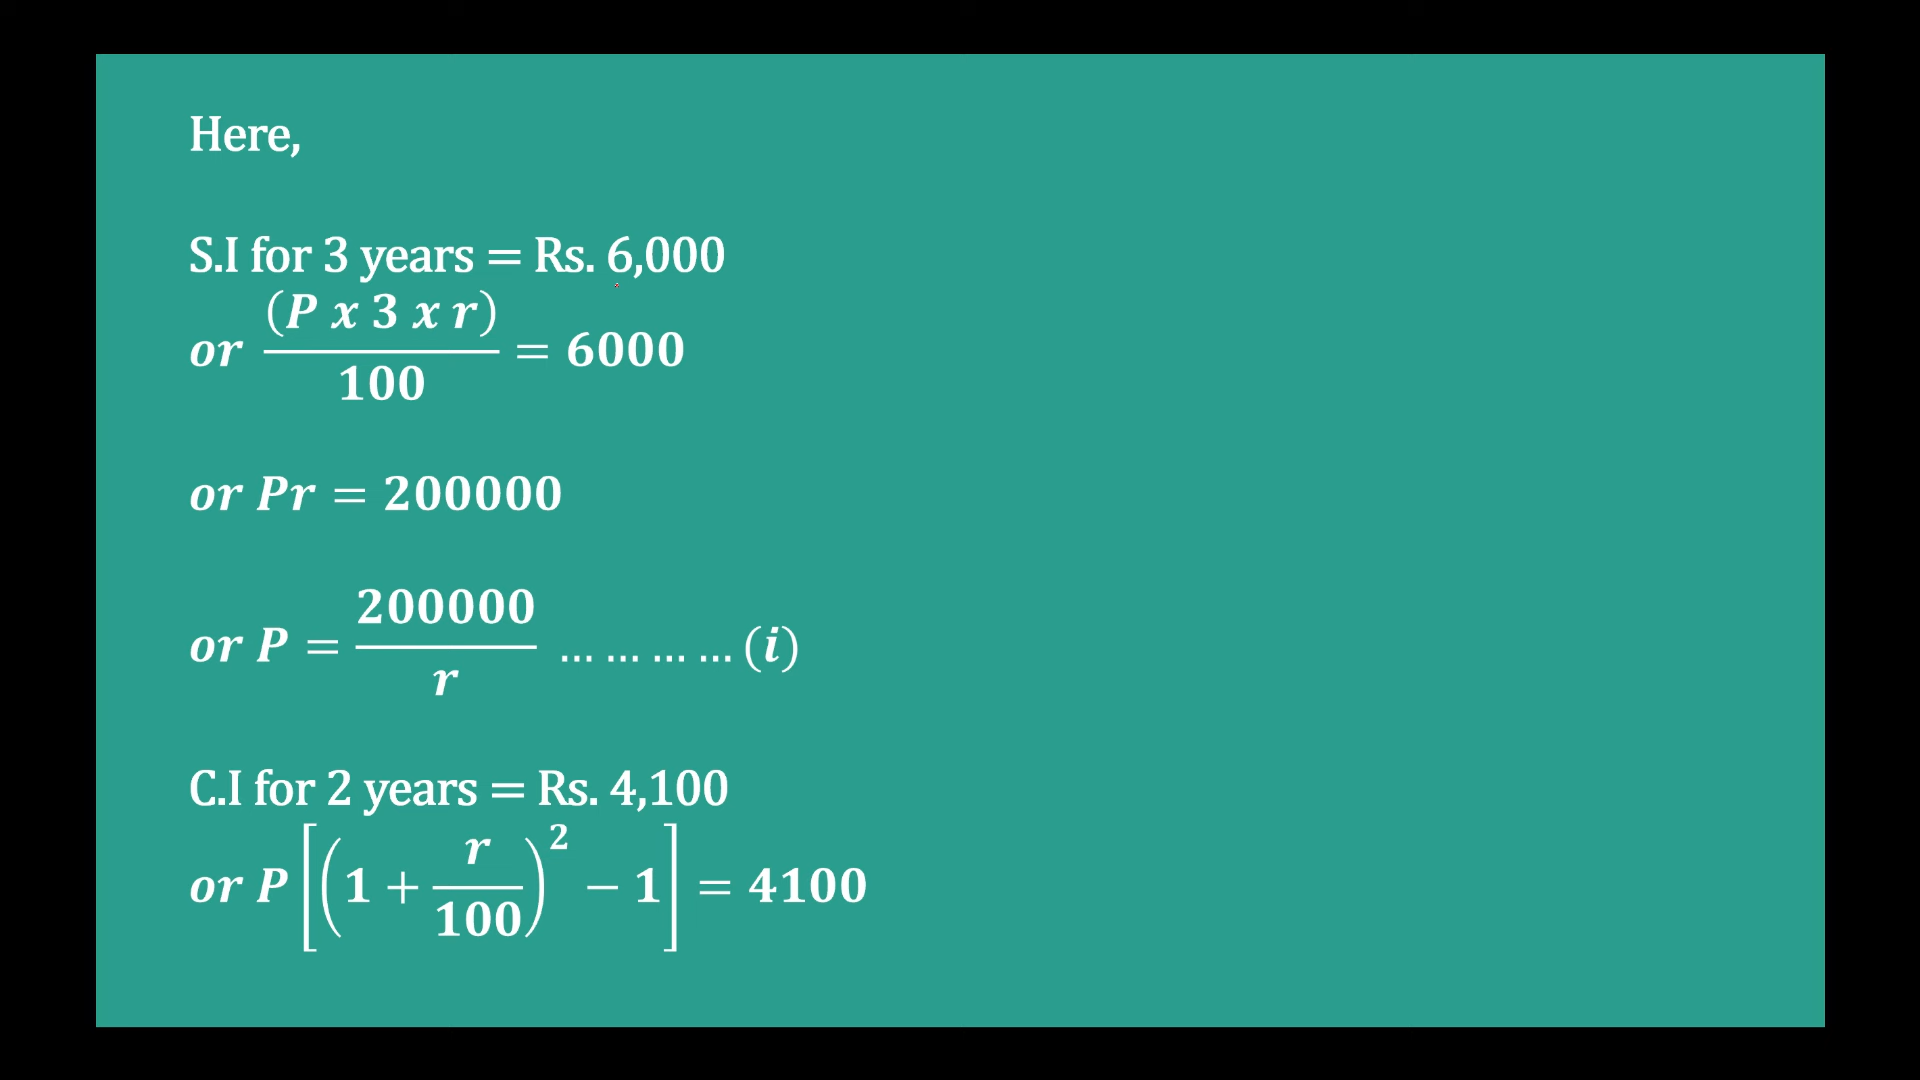 Here,
S.I for 3 years = Rs. 6,000
or (P x 3 x r)/100 = 6000
or Pr = 200000
or P = 200000/r … … … … (i)
C.I for 2 years = Rs. 4,100
or P[(1 + r/100)² − 1] = 4100